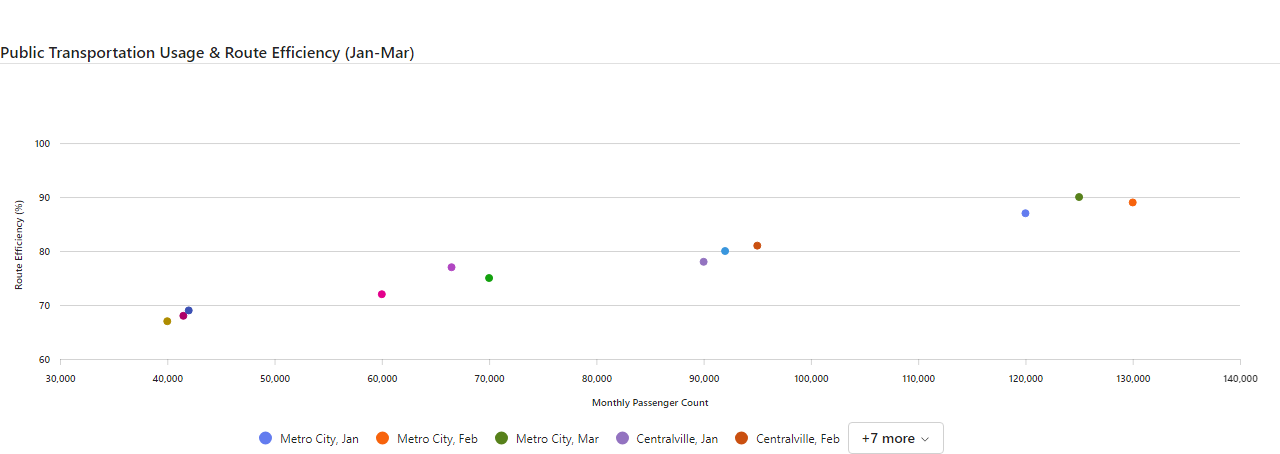 Public Transportation Usage & Route Efficiency (Jan-Mar)
100
90
80
70
60
Route Efficiency (%)
30,000 40,000 50,000 60,000 70,000 80,000 90,000 100,000 110,000 120,000 130,000 140,000
Monthly Passenger Count
Metro City, Jan Metro City, Feb Metro City, Mar Centralville, Jan Centralville, Feb +7 more